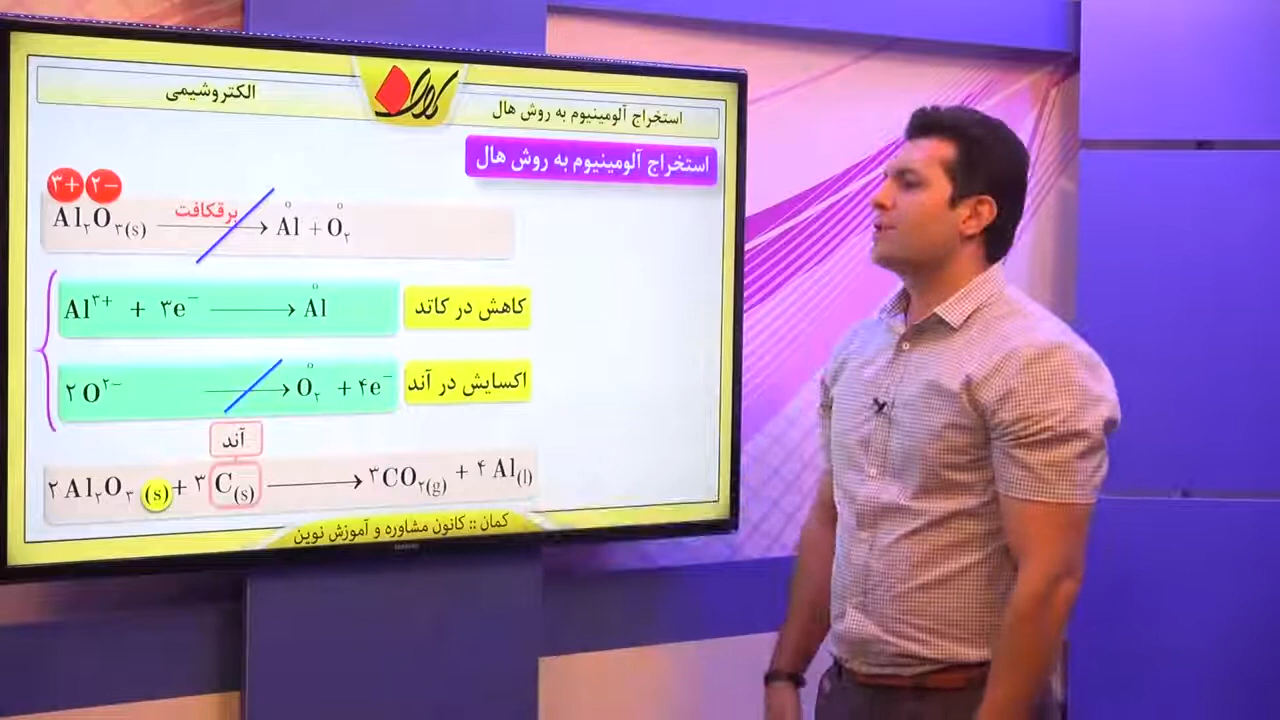 استخراج آلومینیوم به روش هال
کمان
الکتروشیمی
استخراج آلومینیوم به روش هال
۳+ ۲−
برقکافت
Al۲O۳(s) ⟶ Al + O۲
Al۳+ + ۳e− ⟶ Al
کاهش در کاتد
۲O۲− ⟶ O۲ + ۴e−
اکسایش در آند
آند
۲Al۲O۳(s) + ۳C(s) ⟶ ۳CO۲(g) + ۴Al(l)
کمان :: کانون مشاوره و آموزش نوین
SAMSUNG